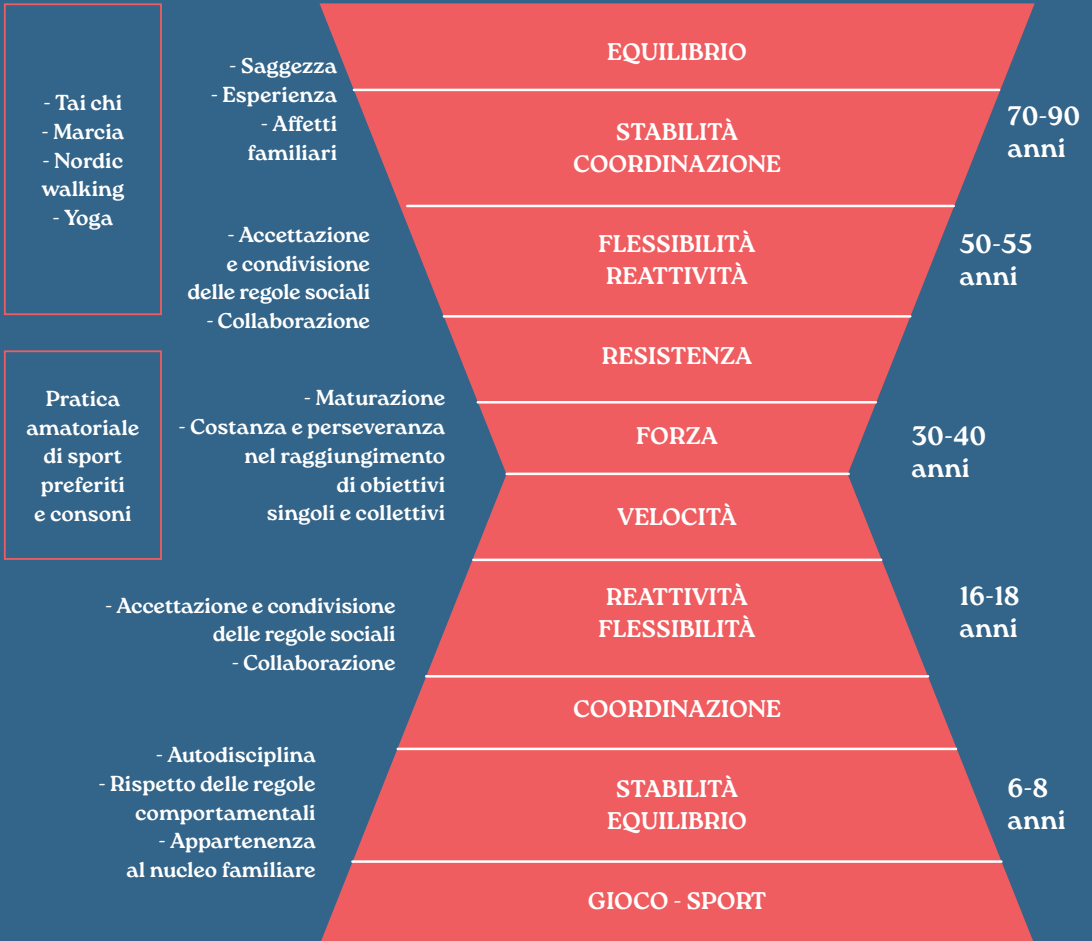 - Tai chi
- Marcia
- Nordic
walking
- Yoga
Pratica
amatoriale
di sport
preferiti
e consoni
- Saggezza
- Esperienza
- Affetti
familiari
- Accettazione
e condivisione
delle regole sociali
- Collaborazione
- Maturazione
- Costanza e perseveranza
nel raggiungimento
di obiettivi
singoli e collettivi
- Accettazione e condivisione
delle regole sociali
- Collaborazione
- Autodisciplina
- Rispetto delle regole
comportamentali
- Appartenenza
al nucleo familiare
EQUILIBRIO
STABILITÀ
COORDINAZIONE
FLESSIBILITÀ
REATTIVITÀ
RESISTENZA
FORZA
VELOCITÀ
REATTIVITÀ
FLESSIBILITÀ
COORDINAZIONE
STABILITÀ
EQUILIBRIO
GIOCO - SPORT
70-90
anni
50-55
anni
30-40
anni
16-18
anni
6-8
anni